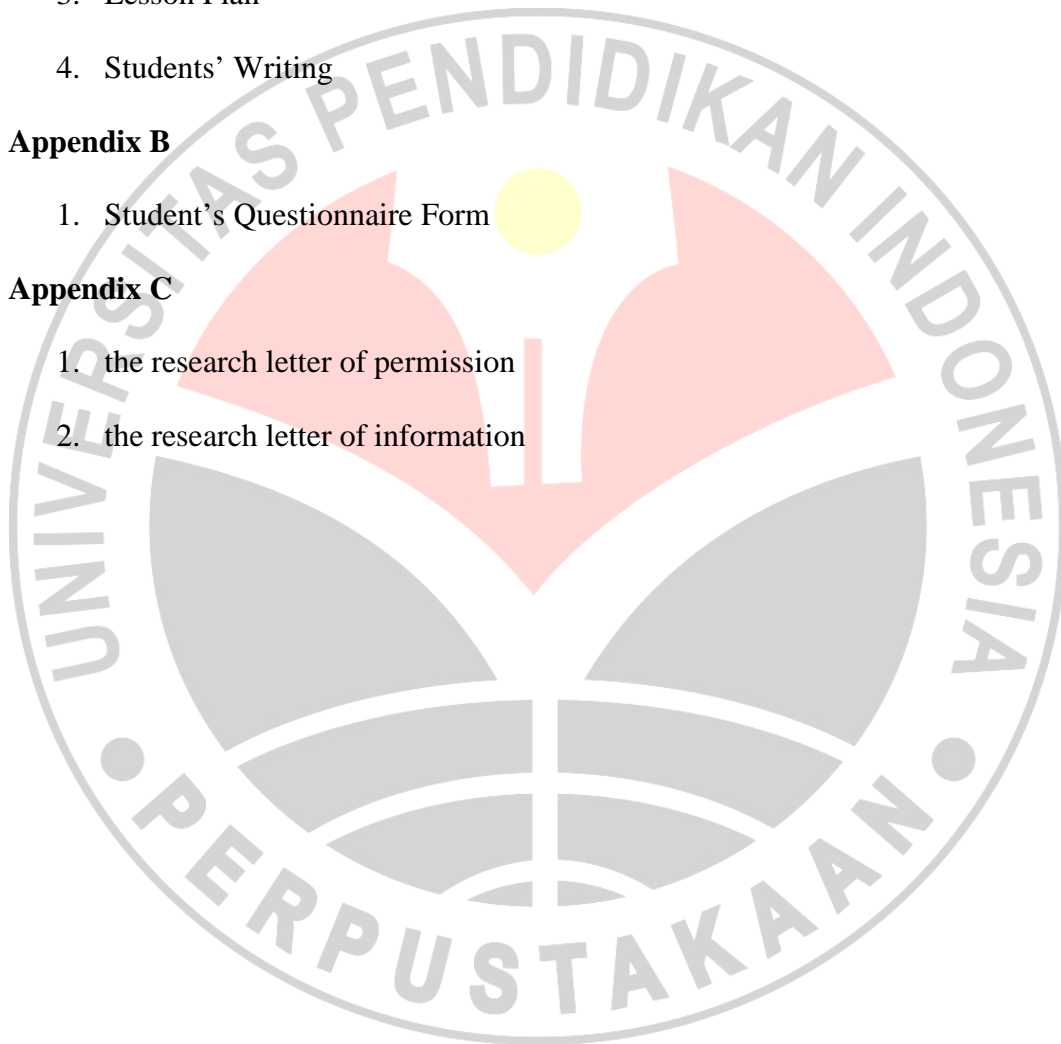 3. Lesson Plan
4. Students’ Writing
Appendix B
1. Student’s Questionnaire Form
Appendix C
1. the research letter of permission
2. the research letter of information
UNIVERSITAS PENDIDIKAN INDONESIA
PERPUSTAKAAN